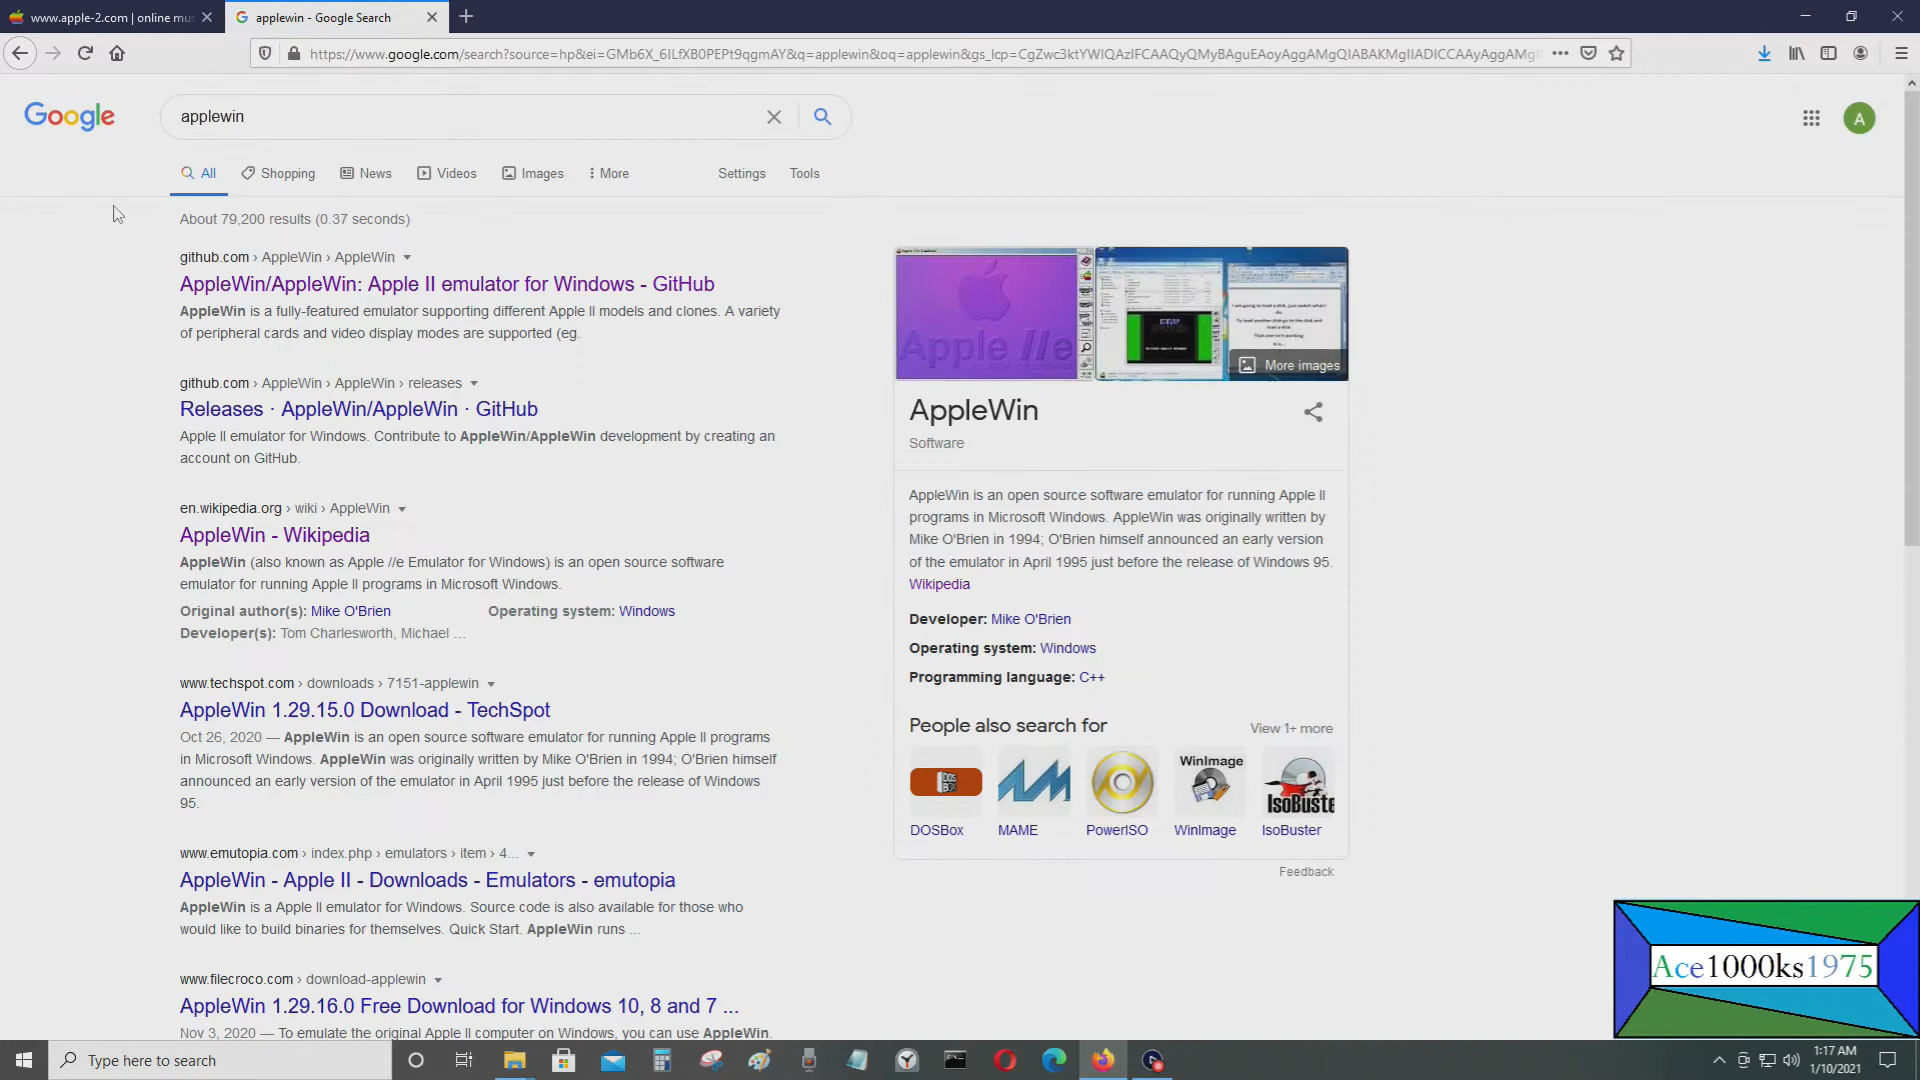 www.apple-2.com | online mus
applewin - Google Search
https://www.google.com/search?source=hp&ei=GMb6X_6ILfXB0PEPt9qgmAY&q=applewin&oq=applewin&gs_lcp=
Google
applewin
A
All
Shopping
News
Videos
Images
More
Settings
Tools
About 79,200 results (0.37 seconds)
github.com › AppleWin › AppleWin
AppleWin/AppleWin: Apple II emulator for Windows - GitHub
AppleWin is a fully-featured emulator supporting different Apple II models and clones. A variety
of peripheral cards and video display modes are supported (eg.
github.com › AppleWin › AppleWin › releases
Releases · AppleWin/AppleWin · GitHub
Apple II emulator for Windows. Contribute to AppleWin/AppleWin development by creating an
account on GitHub.
en.wikipedia.org › wiki › AppleWin
AppleWin - Wikipedia
AppleWin (also known as Apple //e Emulator for Windows) is an open source software
emulator for running Apple II programs in Microsoft Windows.
Original author(s): Mike O'Brien
Operating system: Windows
Developer(s): Tom Charlesworth, Michael ...
www.techspot.com › downloads › 7151-applewin
AppleWin 1.29.15.0 Download - TechSpot
Oct 26, 2020 — AppleWin is an open source software emulator for running Apple II programs
in Microsoft Windows. AppleWin was originally written by Mike O'Brien in 1994; O'Brien himself
announced an early version of the emulator in April 1995 just before the release of Windows
95.
www.emutopia.com › index.php › emulators › item › 4...
AppleWin - Apple II - Downloads - Emulators - emutopia
AppleWin is a Apple II emulator for Windows. Source code is also available for those who
would like to build binaries for themselves. Quick Start. AppleWin runs ...
www.filecroco.com › download-applewin
AppleWin 1.29.16.0 Free Download for Windows 10, 8 and 7 ...
Nov 3, 2020 — To emulate the original Apple II computer on Windows, you can use AppleWin.
Apple //e
More images
AppleWin
Software
AppleWin is an open source software emulator for running Apple II
programs in Microsoft Windows. AppleWin was originally written by
Mike O'Brien in 1994; O'Brien himself announced an early version
of the emulator in April 1995 just before the release of Windows 95.
Wikipedia
Developer: Mike O'Brien
Operating system: Windows
Programming language: C++
People also search for
View 1+ more
DOSBox
MAME
PowerISO
WinImage
WinImage
IsoBuste
IsoBuster
Feedback
Ace1000ks1975
Type here to search
1:17 AM
1/10/2021